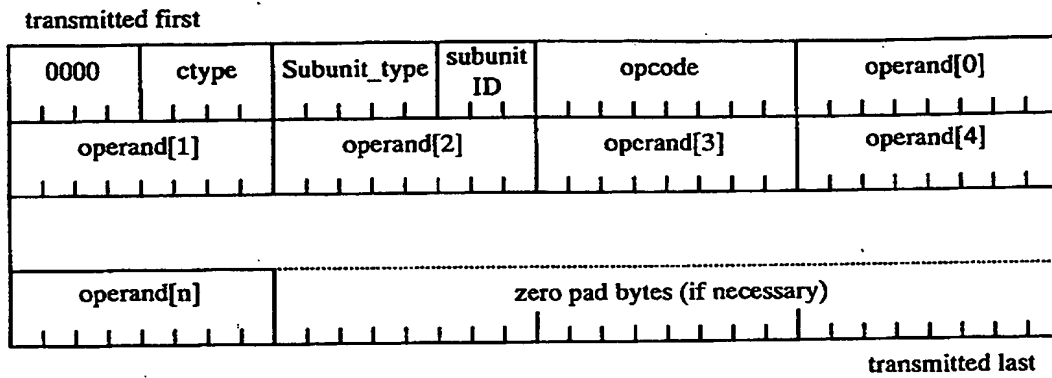 transmitted first
0000 ctype Subunit_type subunit ID opcode operand[0]
operand[1] operand[2] operand[3] operand[4]
operand[n] zero pad bytes (if necessary)
transmitted last